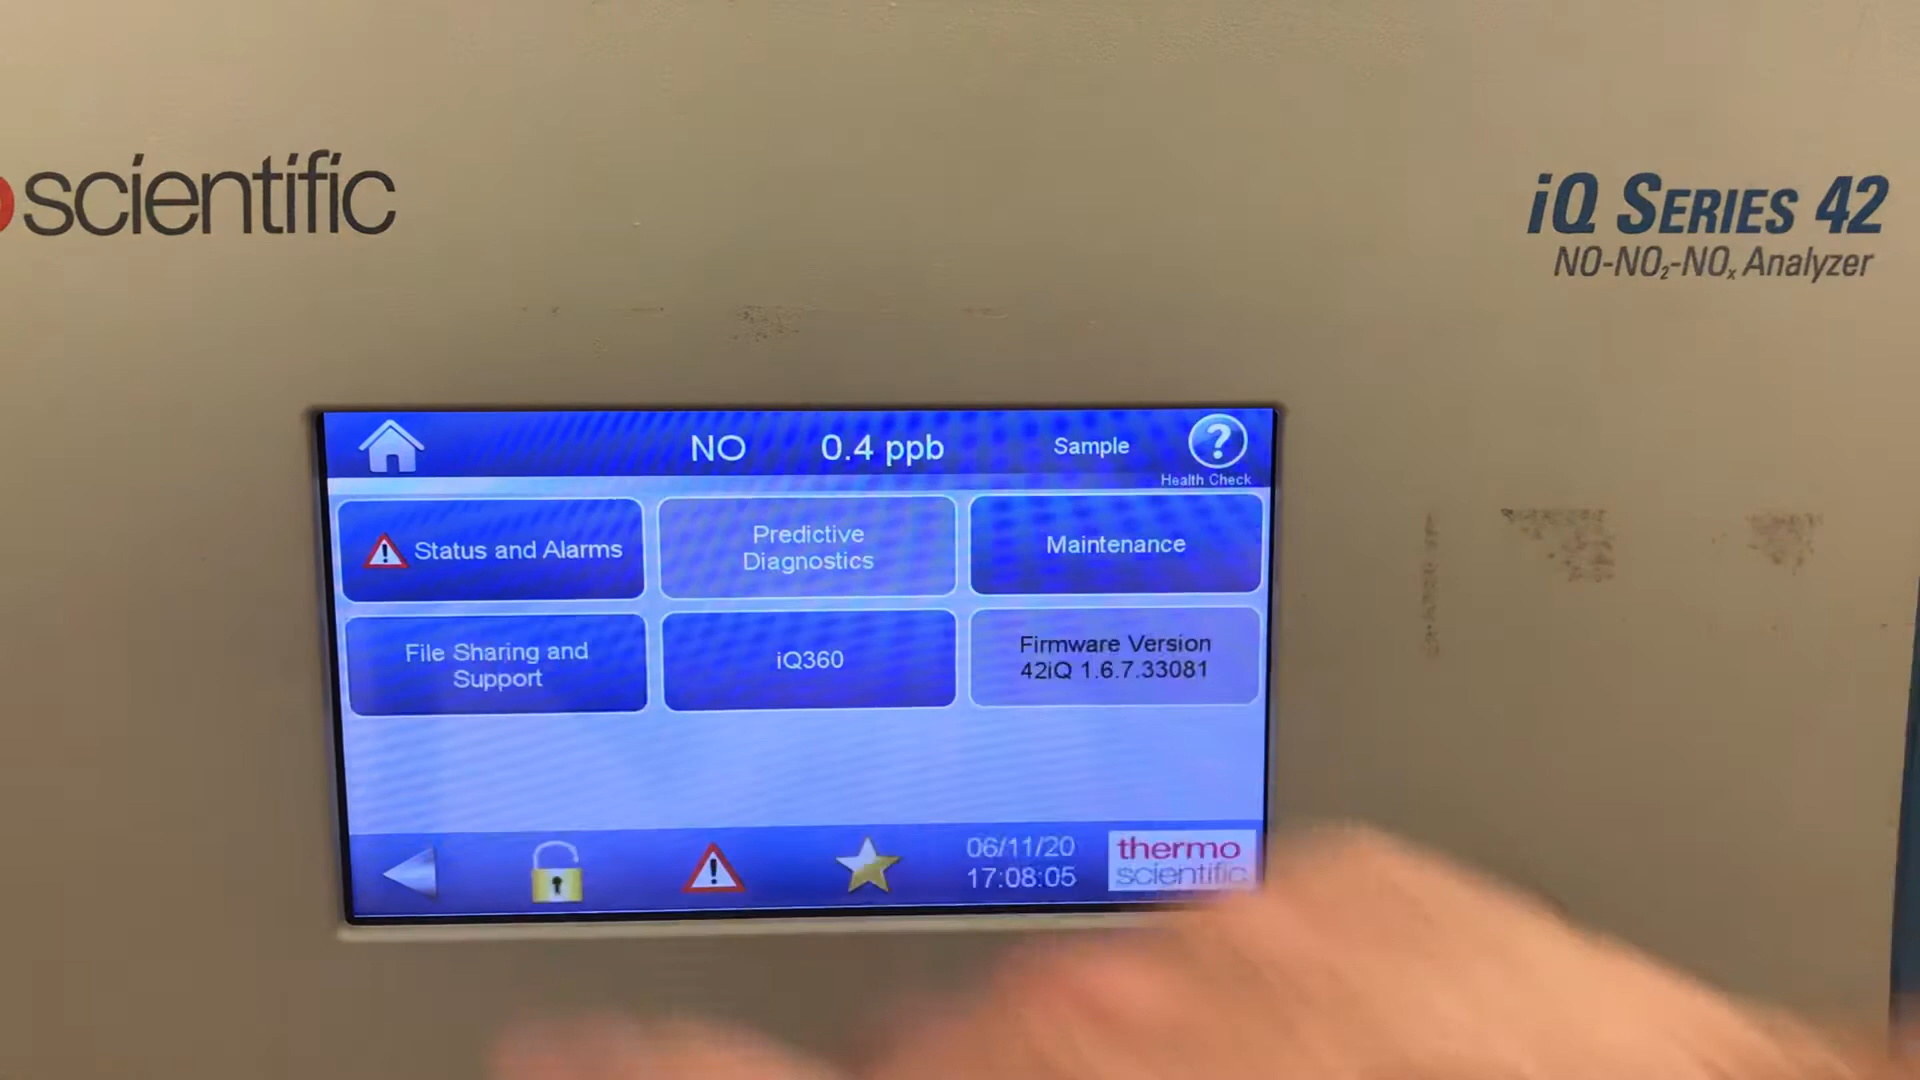 scientific
iQ SERIES 42
NO-NO₂-NOₓ Analyzer
NO 0.4 ppb Sample ?
Health Check
Status and Alarms
Predictive
Diagnostics
Maintenance
File Sharing and
Support
iQ360
Firmware Version
42iQ 1.6.7.33081
06/11/20
17:08:05
thermo
scientific